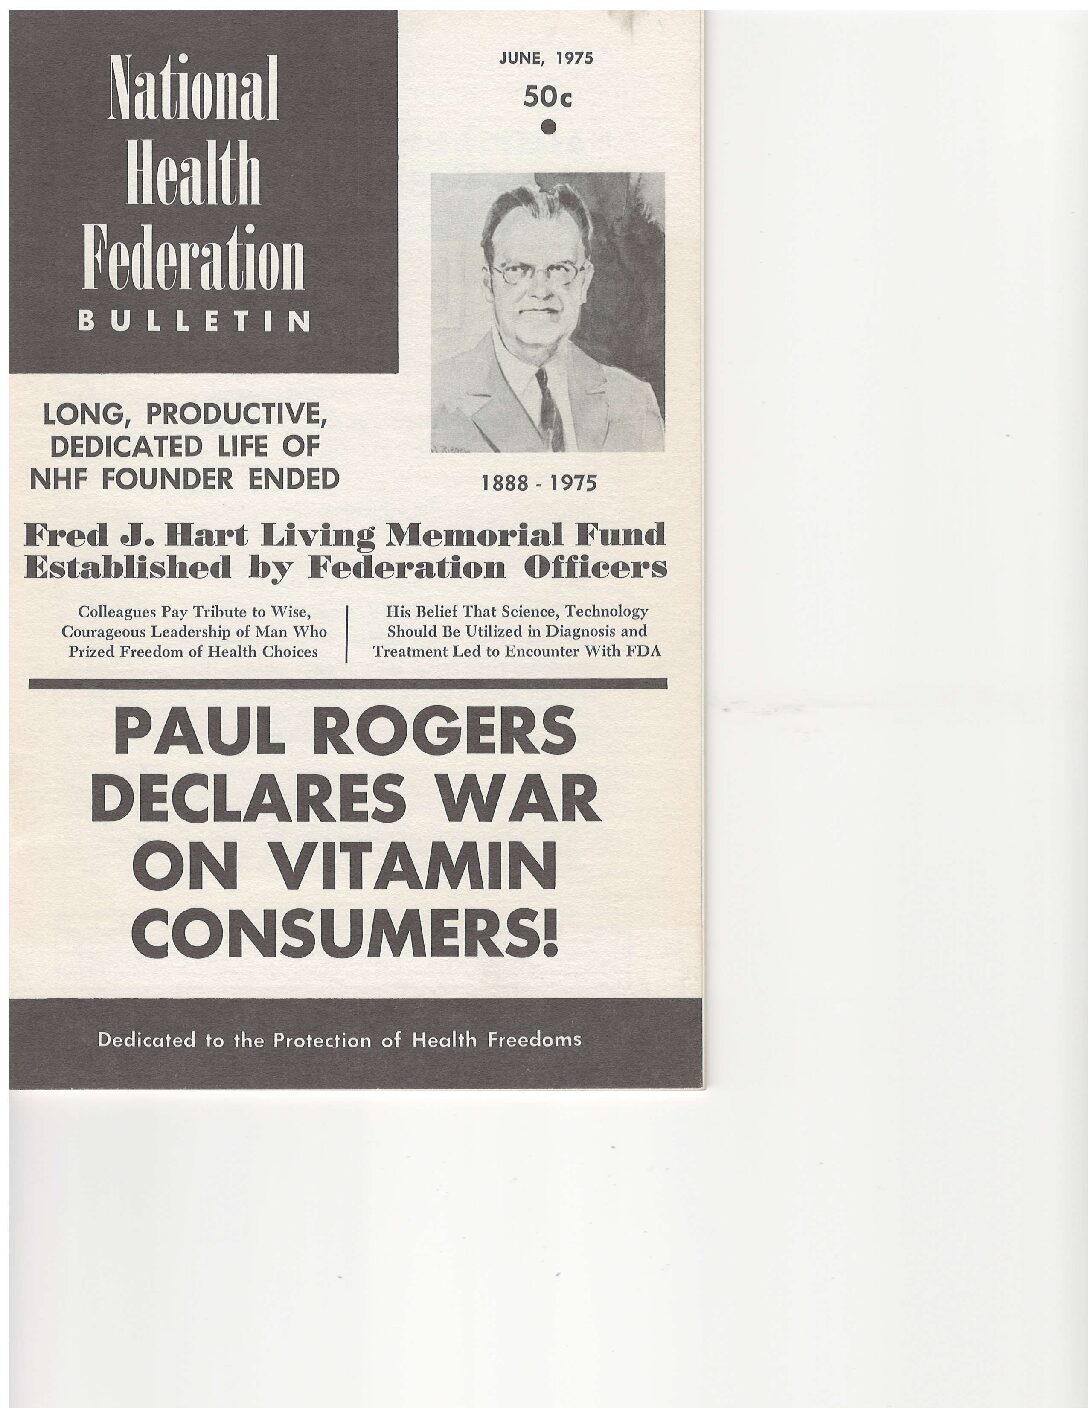 National
Health
Federation
BULLETIN
JUNE, 1975
50c
LONG, PRODUCTIVE,
DEDICATED LIFE OF
NHF FOUNDER ENDED
1888 - 1975
Fred J. Hart Living Memorial Fund
Established by Federation Officers
Colleagues Pay Tribute to Wise,
Courageous Leadership of Man Who
Prized Freedom of Health Choices
His Belief That Science, Technology
Should Be Utilized in Diagnosis and
Treatment Led to Encounter With FDA
PAUL ROGERS
DECLARES WAR
ON VITAMIN
CONSUMERS!
Dedicated to the Protection of Health Freedoms